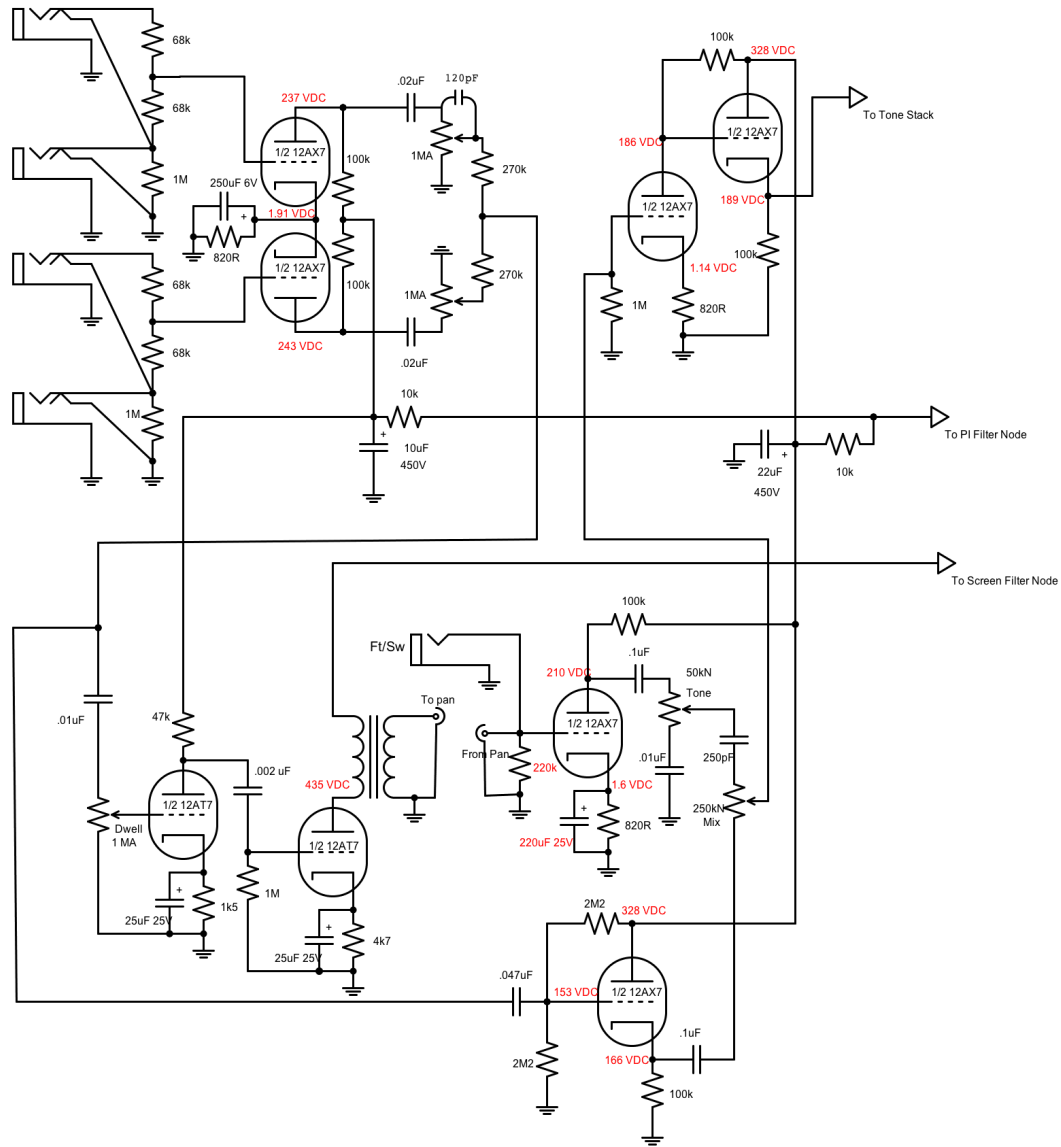 68k
68k
1M
68k
68k
1M
250uF 6V
+
820R
237 VDC
1/2 12AX7
1.91 VDC
1/2 12AX7
243 VDC
100k
100k
.02uF
120pF
1MA
270k
270k
1MA
.02uF
100k
328 VDC
1/2 12AX7
To Tone Stack
186 VDC
1/2 12AX7
189 VDC
1.14 VDC
100k
1M
820R
10k
+
10uF
450V
To PI Filter Node
22uF
+
450V
10k
To Screen Filter Node
.01uF
47k
.002 uF
1/2 12AT7
Dwell
1 MA
+
25uF 25V
1k5
435 VDC
1/2 12AT7
1M
+
25uF 25V
4k7
Ft/Sw
To pan
From Pan
220k
100k
210 VDC
1/2 12AX7
.1uF
50kN
Tone
.01uF
250pF
250kN
Mix
1.6 VDC
+
820R
220uF 25V
2M2
328 VDC
.047uF
153 VDC
1/2 12AX7
2M2
166 VDC
.1uF
100k